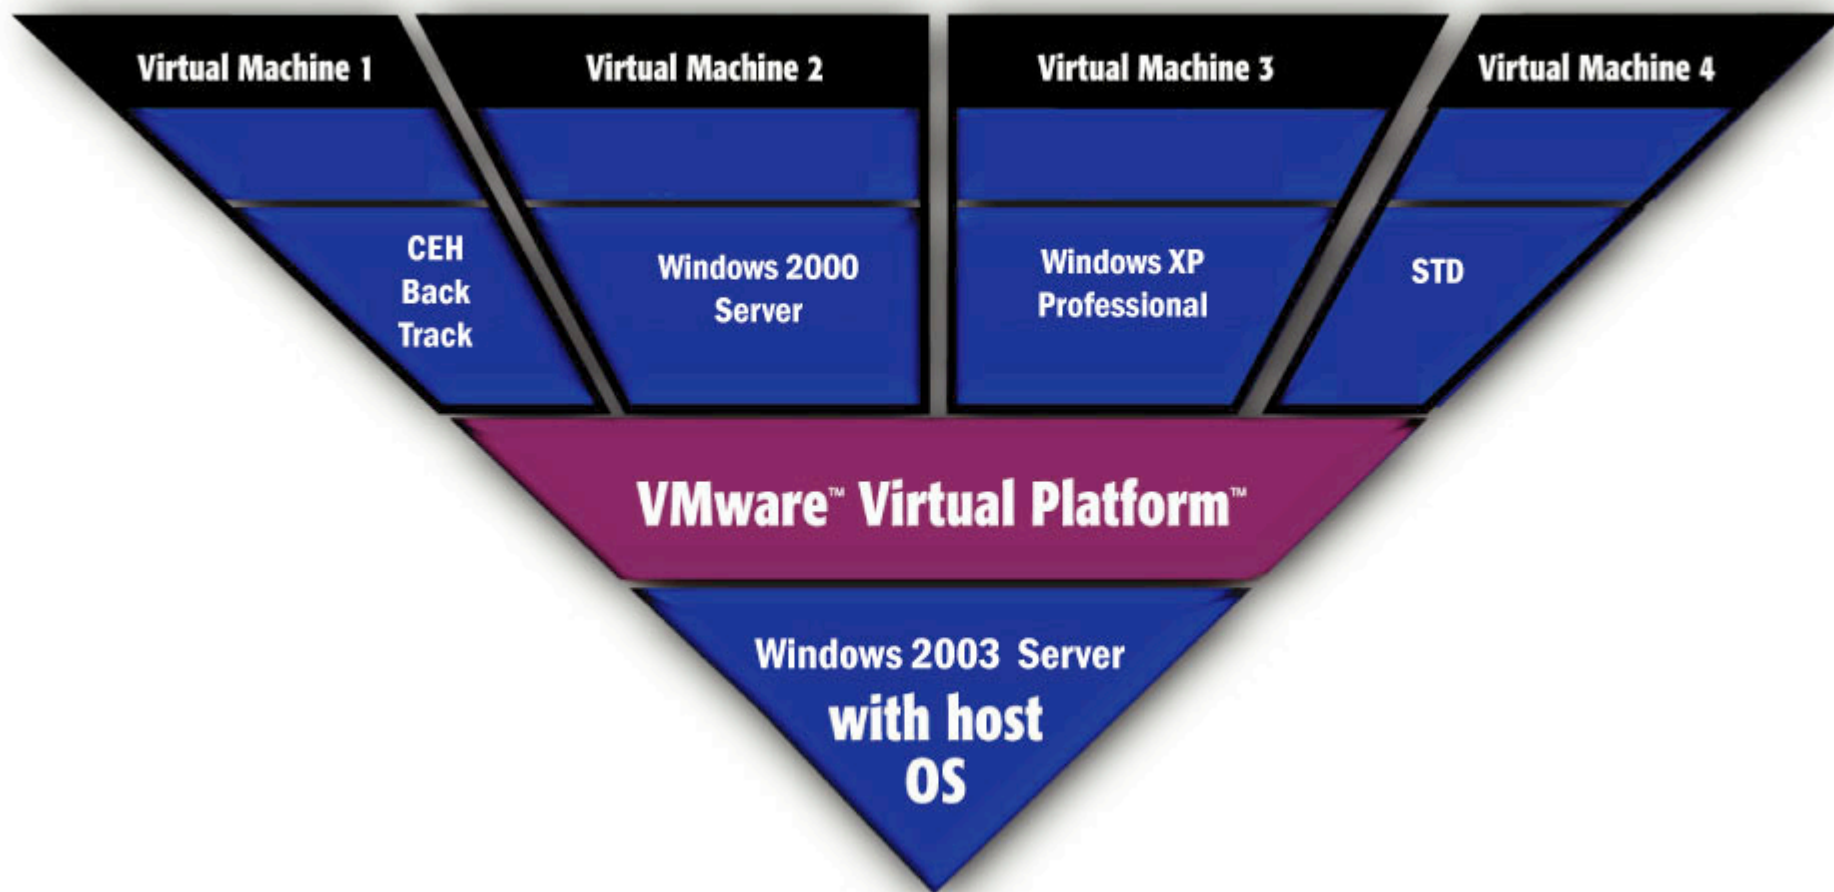 Virtual Machine 1
Virtual Machine 2
Virtual Machine 3
Virtual Machine 4
CEH
Back
Track
Windows 2000
Server
Windows XP
Professional
STD
VMware™ Virtual Platform™
Windows 2003 Server
with host
OS